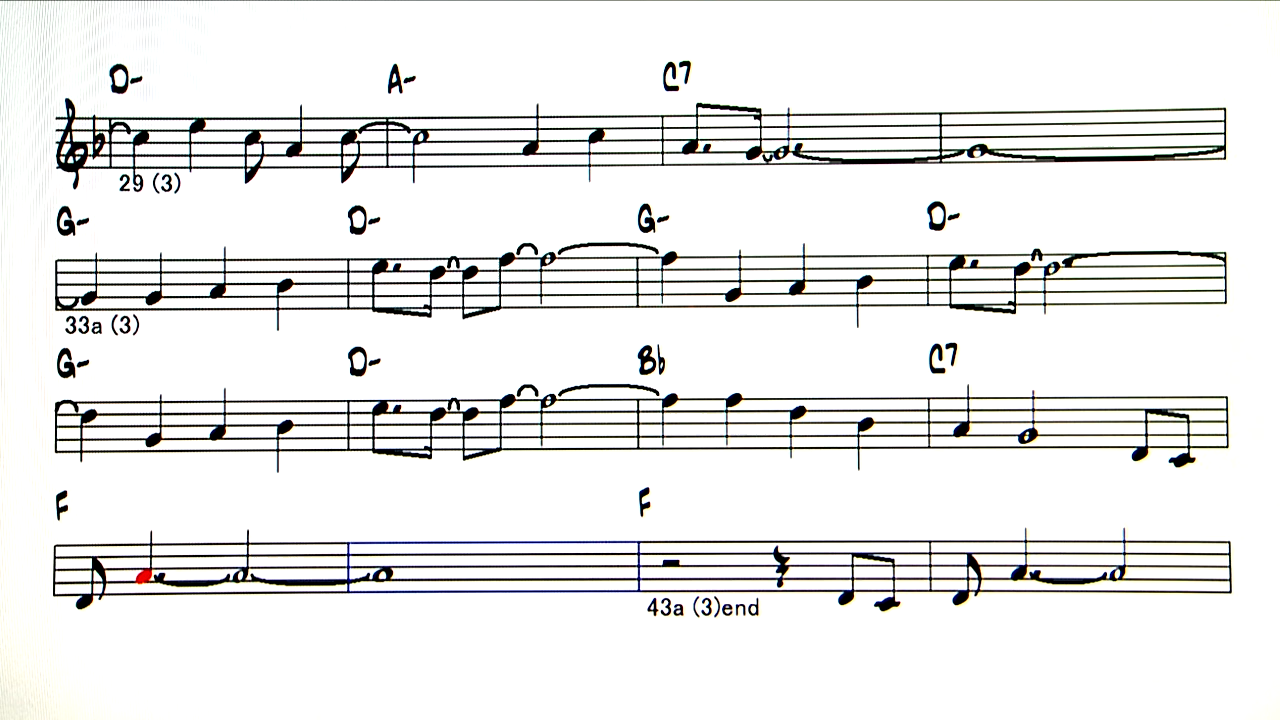 D- A- C7
29 (3)
G- D- G- D-
33a (3)
G- D- Bb C7
F F
43a (3)end